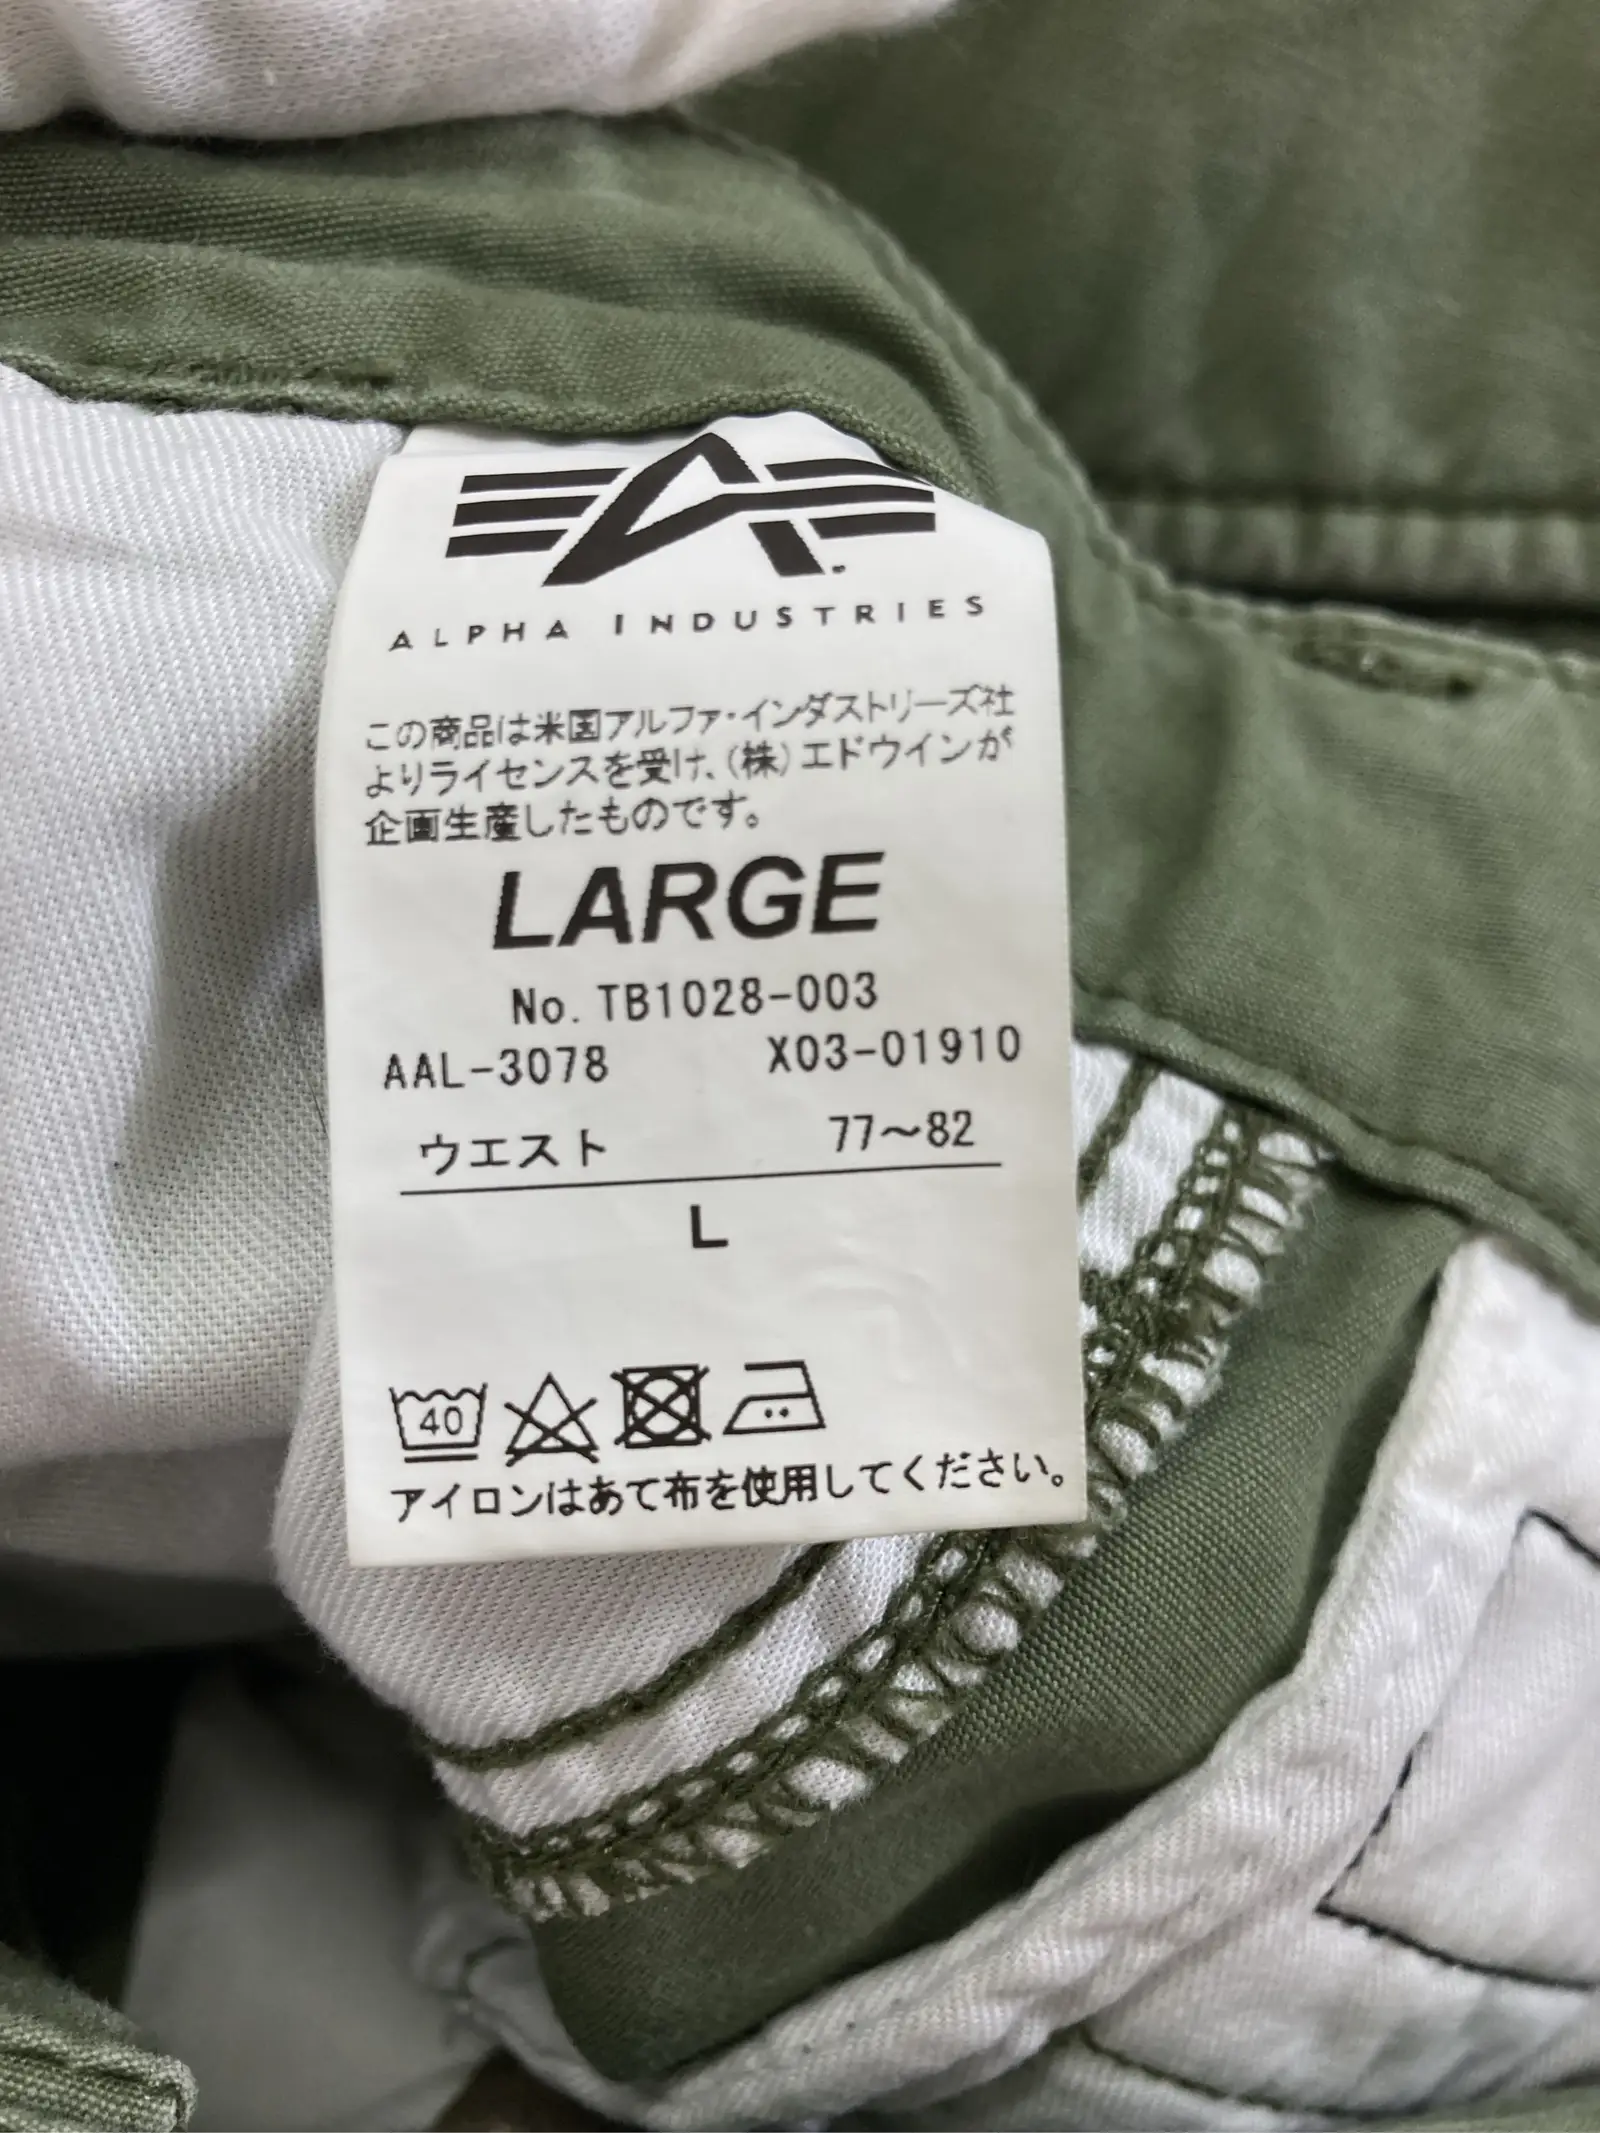 ALPHA INDUSTRIES
この商品は米国アルファ・インダストリーズ社
よりライセンスを受け、(株)エドウインが
企画生産したものです。
LARGE
No. TB1028-003
AAL-3078 X03-01910
ウエスト 77～82
L
40
アイロンはあて布を使用してください。